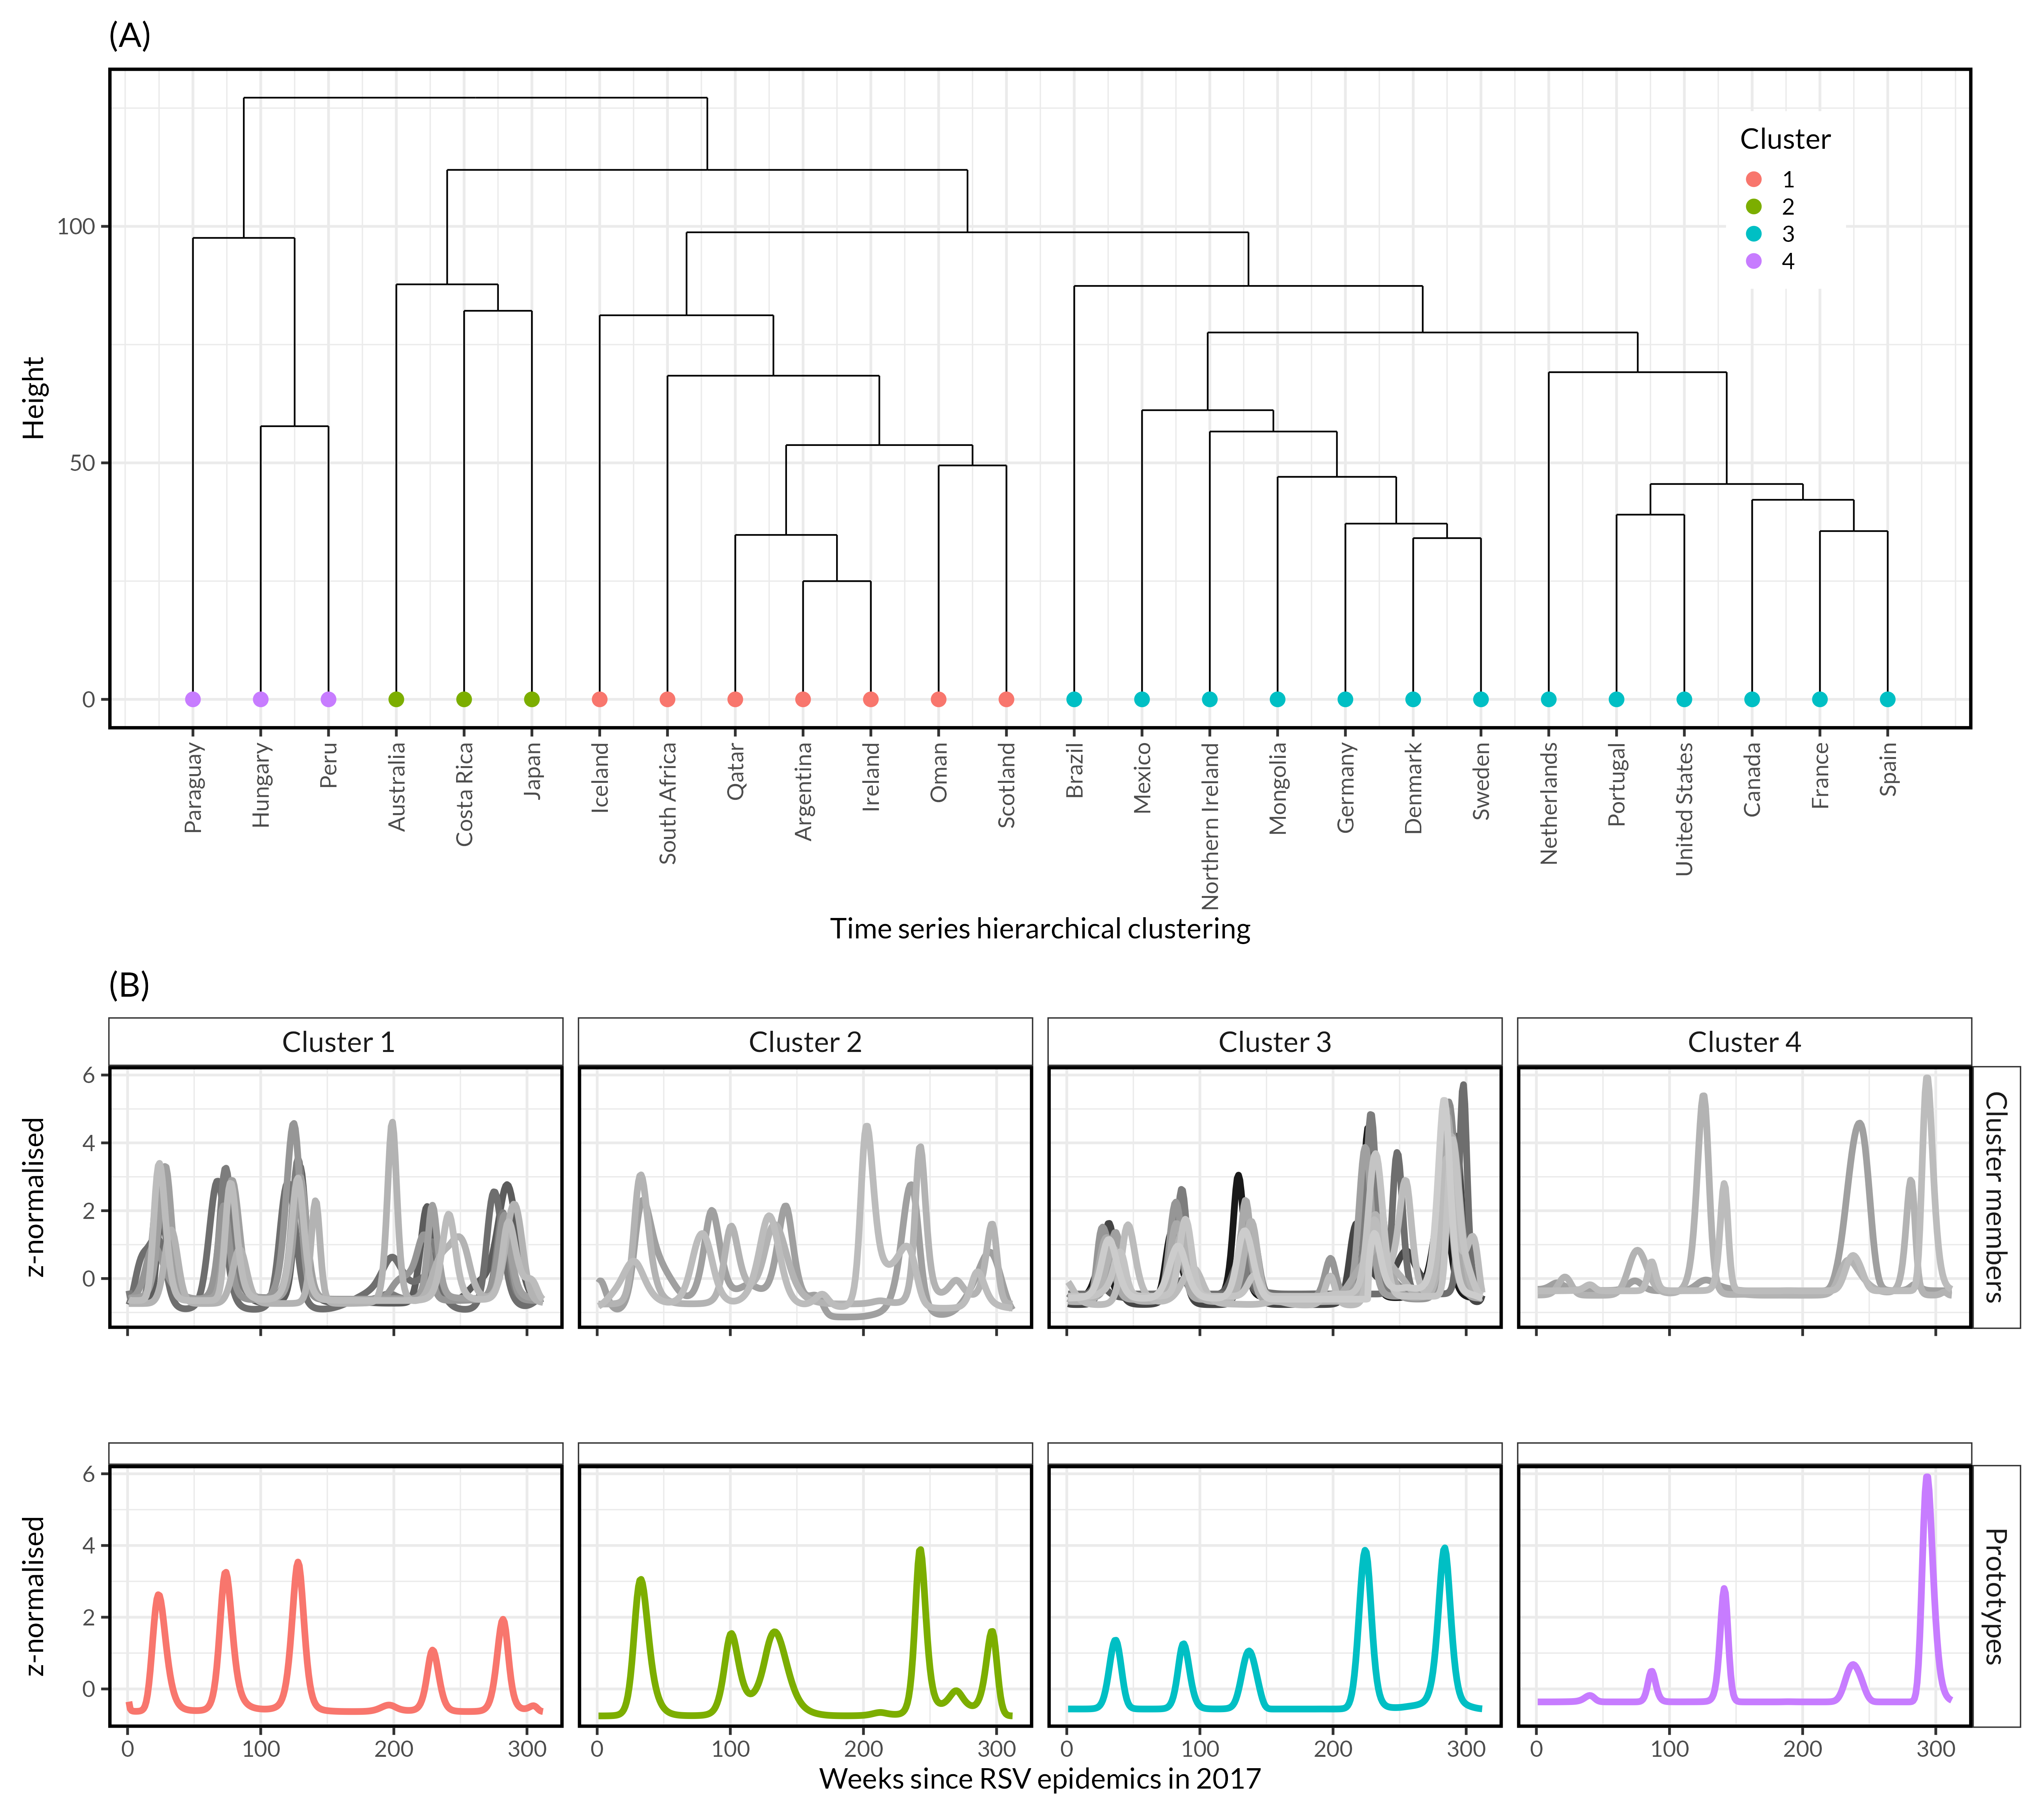 (A)
Height
100
50
0
Cluster
1
2
3
4
Paraguay
Hungary
Peru
Australia
Costa Rica
Japan
Iceland
South Africa
Qatar
Argentina
Ireland
Oman
Scotland
Brazil
Mexico
Northern Ireland
Mongolia
Germany
Denmark
Sweden
Netherlands
Portugal
United States
Canada
France
Spain
Time series hierarchical clustering
(B)
Cluster 1
Cluster 2
Cluster 3
Cluster 4
z-normalised
6
4
2
0
Cluster members
z-normalised
6
4
2
0
Prototypes
0 100 200 300
0 100 200 300
0 100 200 300
0 100 200 300
Weeks since RSV epidemics in 2017